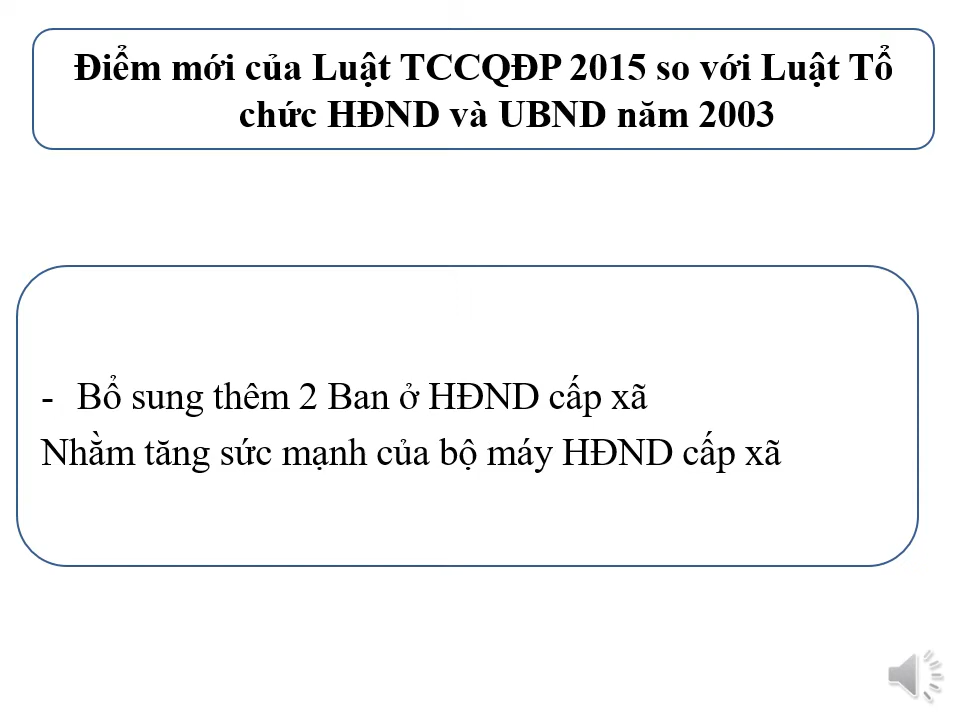 Điểm mới của Luật TCCQĐP 2015 so với Luật Tổ
chức HĐND và UBND năm 2003
- Bổ sung thêm 2 Ban ở HĐND cấp xã
Nhằm tăng sức mạnh của bộ máy HĐND cấp xã